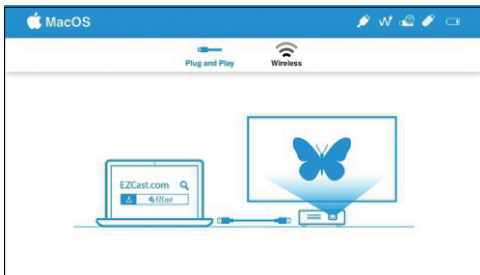 MacOS
Plug and Play
Wireless
EZCast.com
EZCast